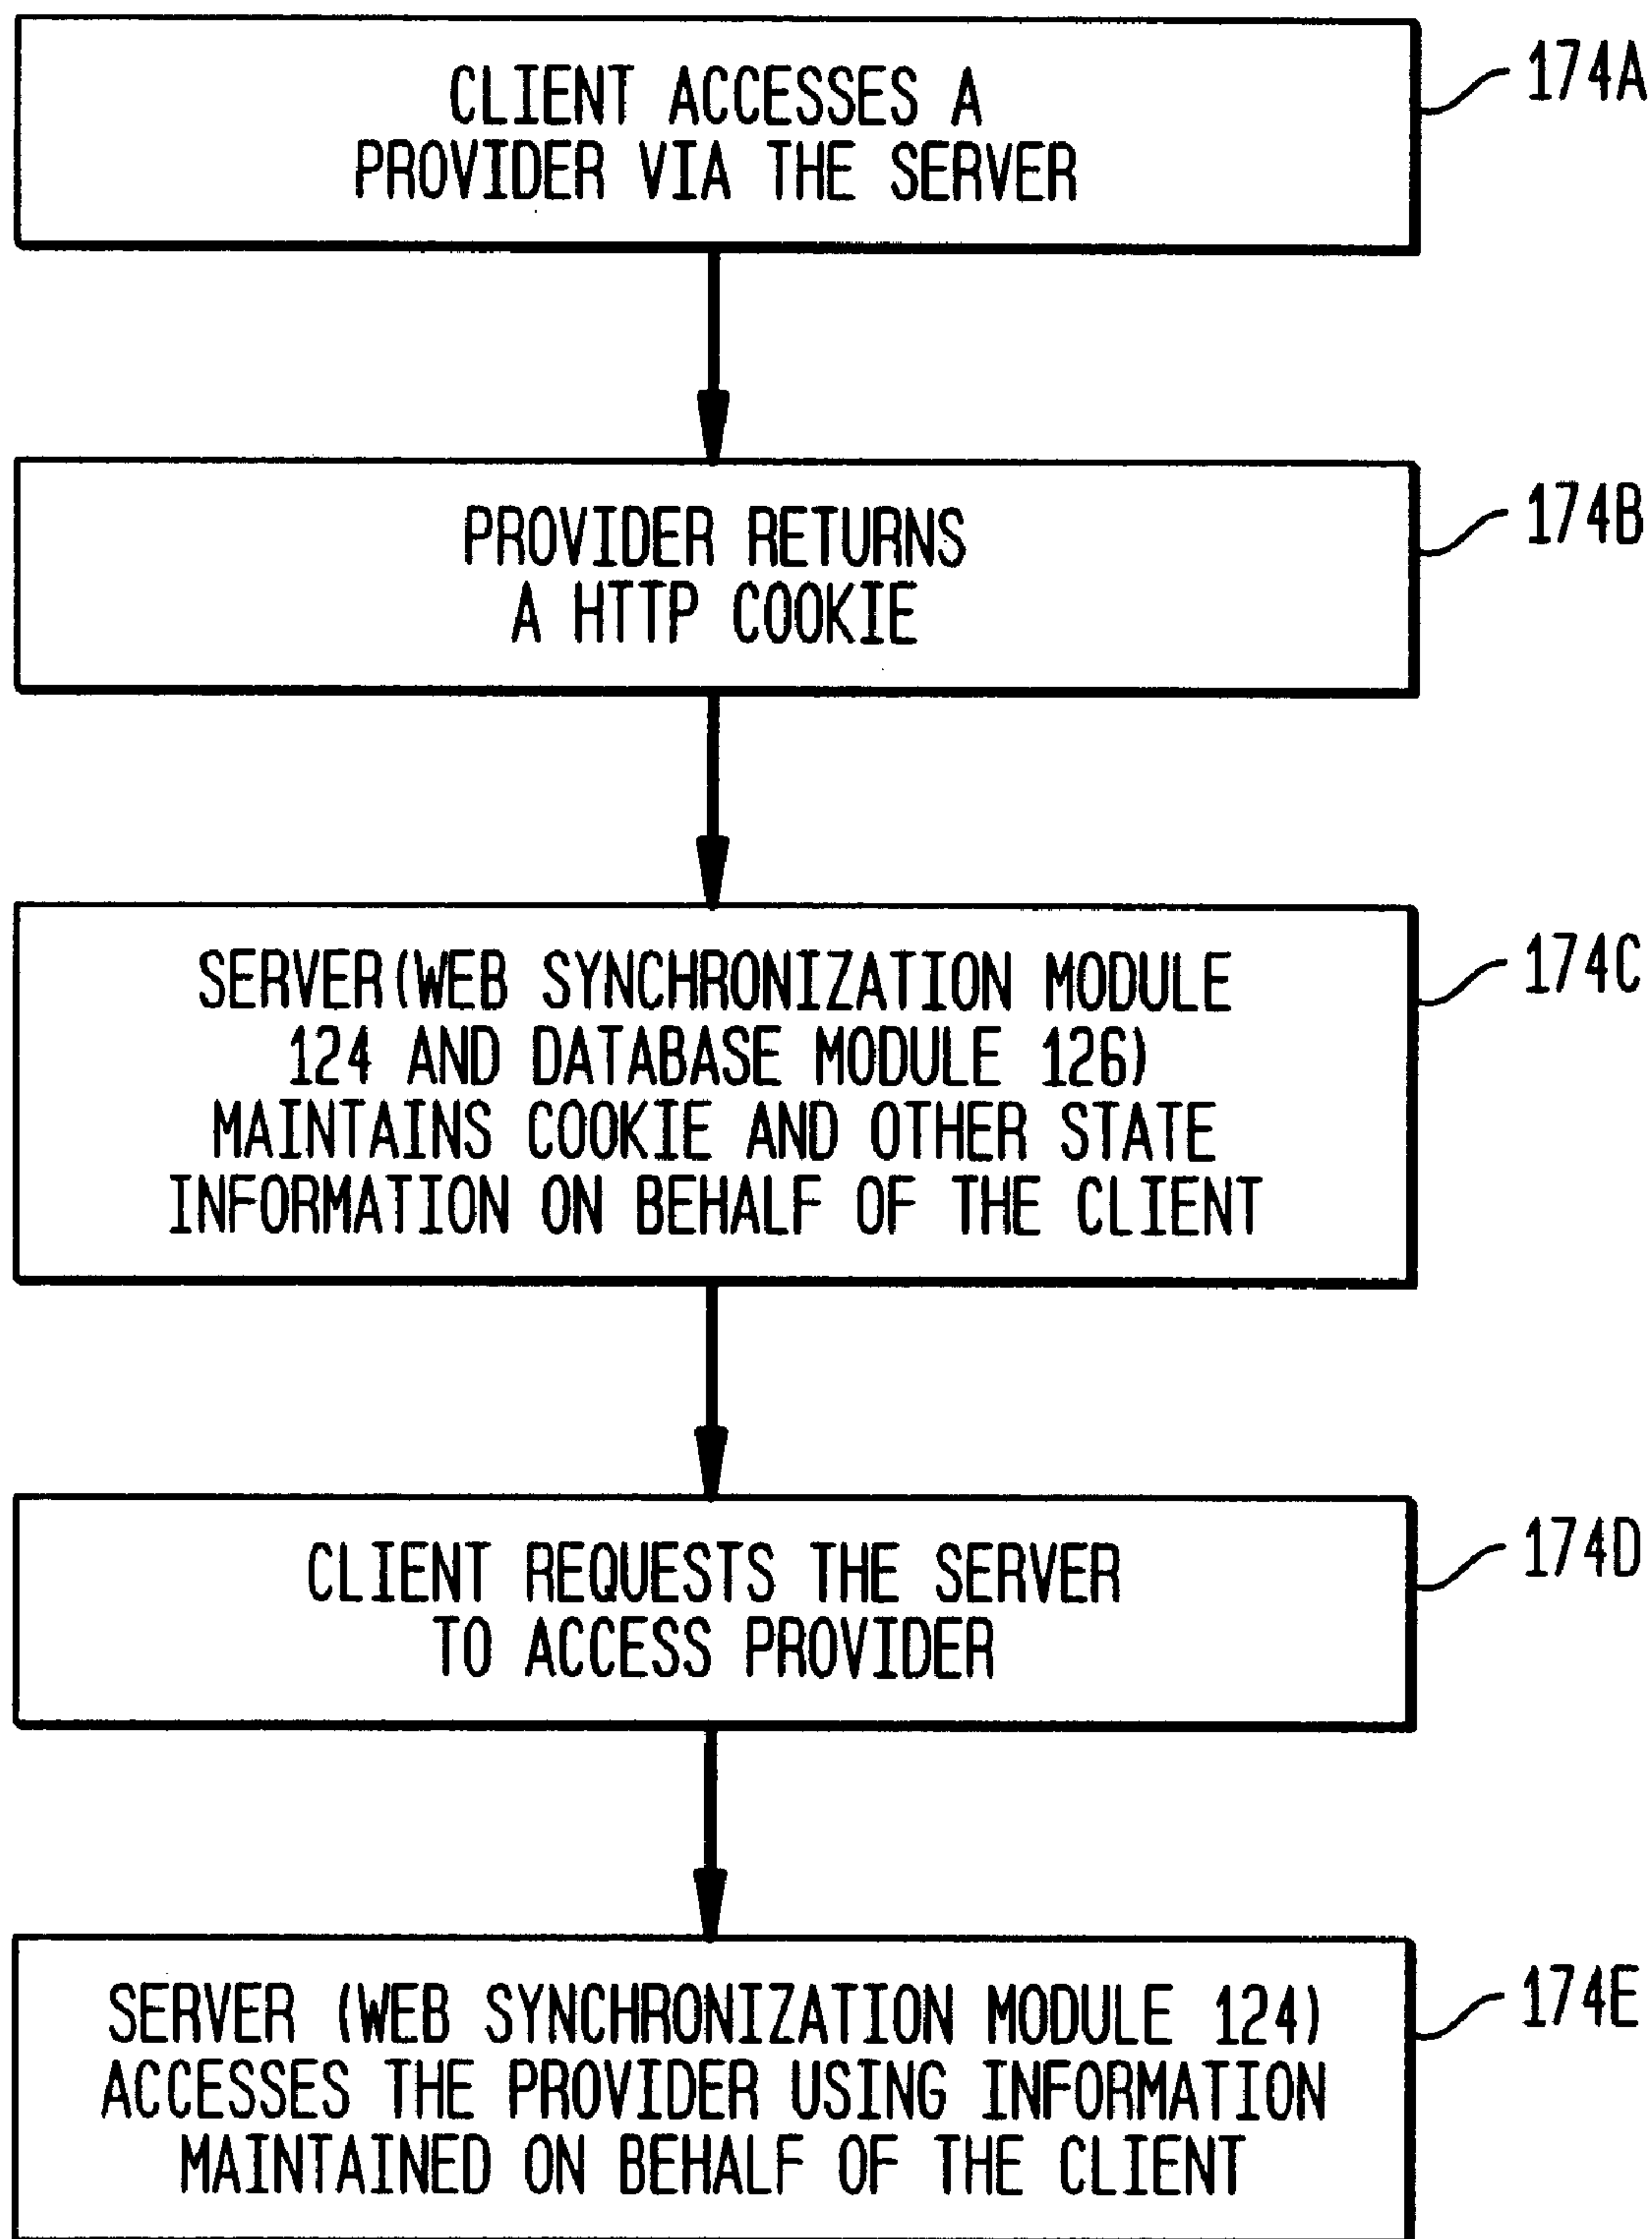 CLIENT ACCESSES A
PROVIDER VIA THE SERVER
174A
PROVIDER RETURNS
A HTTP COOKIE
174B
SERVER(WEB SYNCHRONIZATION MODULE
124 AND DATABASE MODULE 126)
MAINTAINS COOKIE AND OTHER STATE
INFORMATION ON BEHALF OF THE CLIENT
174C
CLIENT REQUESTS THE SERVER
TO ACCESS PROVIDER
174D
SERVER (WEB SYNCHRONIZATION MODULE 124)
ACCESSES THE PROVIDER USING INFORMATION
MAINTAINED ON BEHALF OF THE CLIENT
174E